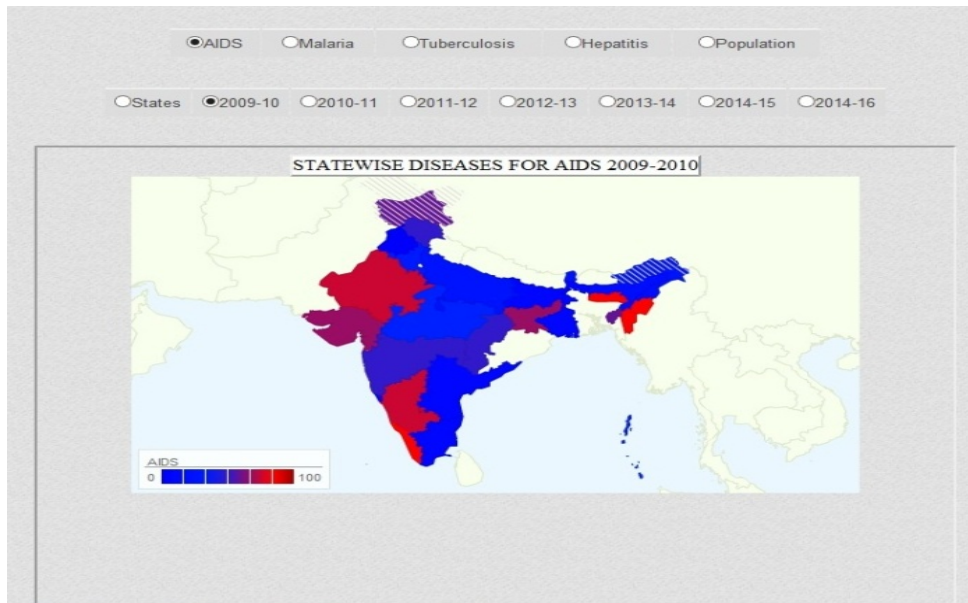 AIDS Malaria Tuberculosis Hepatitis Population
States 2009-10 2010-11 2011-12 2012-13 2013-14 2014-15 2014-16
STATEWISE DISEASES FOR AIDS 2009-2010
AIDS
0 100